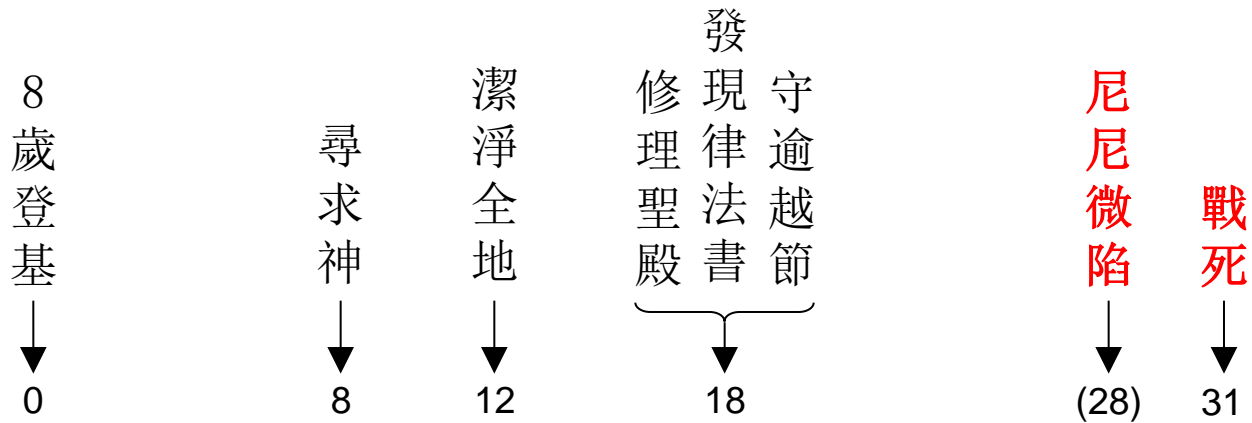 8歲登基
尋求神
潔淨全地
修理聖殿
發現律法書
守逾越節
尼尼微陷
戰死
0
8
12
18
(28)
31